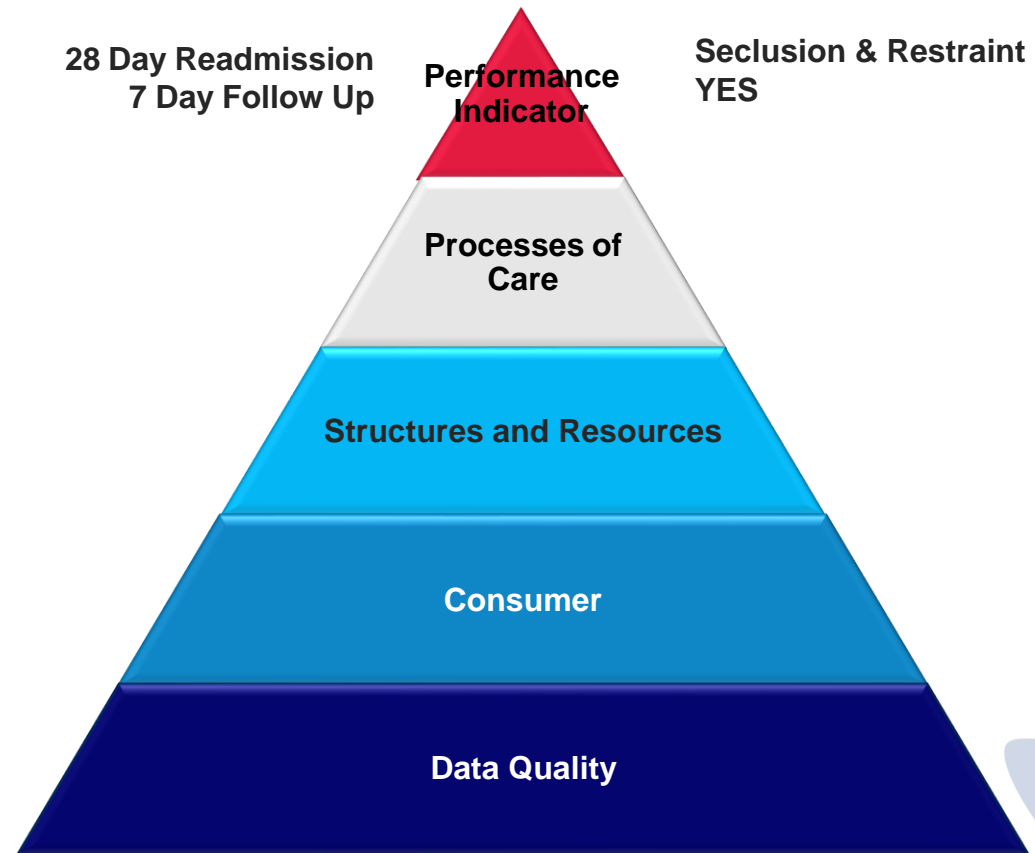 28 Day Readmission
7 Day Follow Up
Performance
Indicator
Seclusion & Restraint
YES
Processes of
Care
Structures and Resources
Consumer
Data Quality